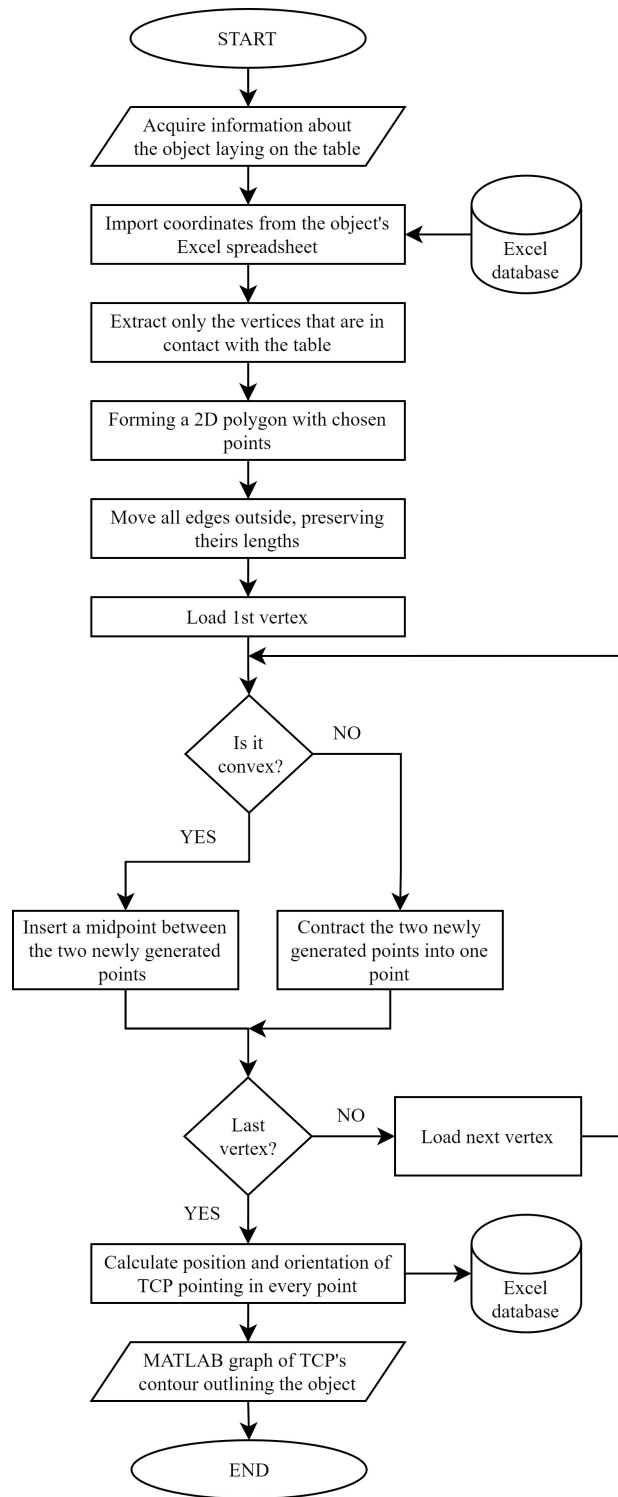 START
Acquire information about
the object laying on the table
Import coordinates from the object's
Excel spreadsheet
Excel
database
Extract only the vertices that are in
contact with the table
Forming a 2D polygon with chosen
points
Move all edges outside, preserving
theirs lengths
Load 1st vertex
Is it
convex?
NO
YES
Insert a midpoint between
the two newly generated
points
Contract the two newly
generated points into one
point
Last
vertex?
NO
Load next vertex
YES
Calculate position and orientation of
TCP pointing in every point
Excel
database
MATLAB graph of TCP's
contour outlining the object
END